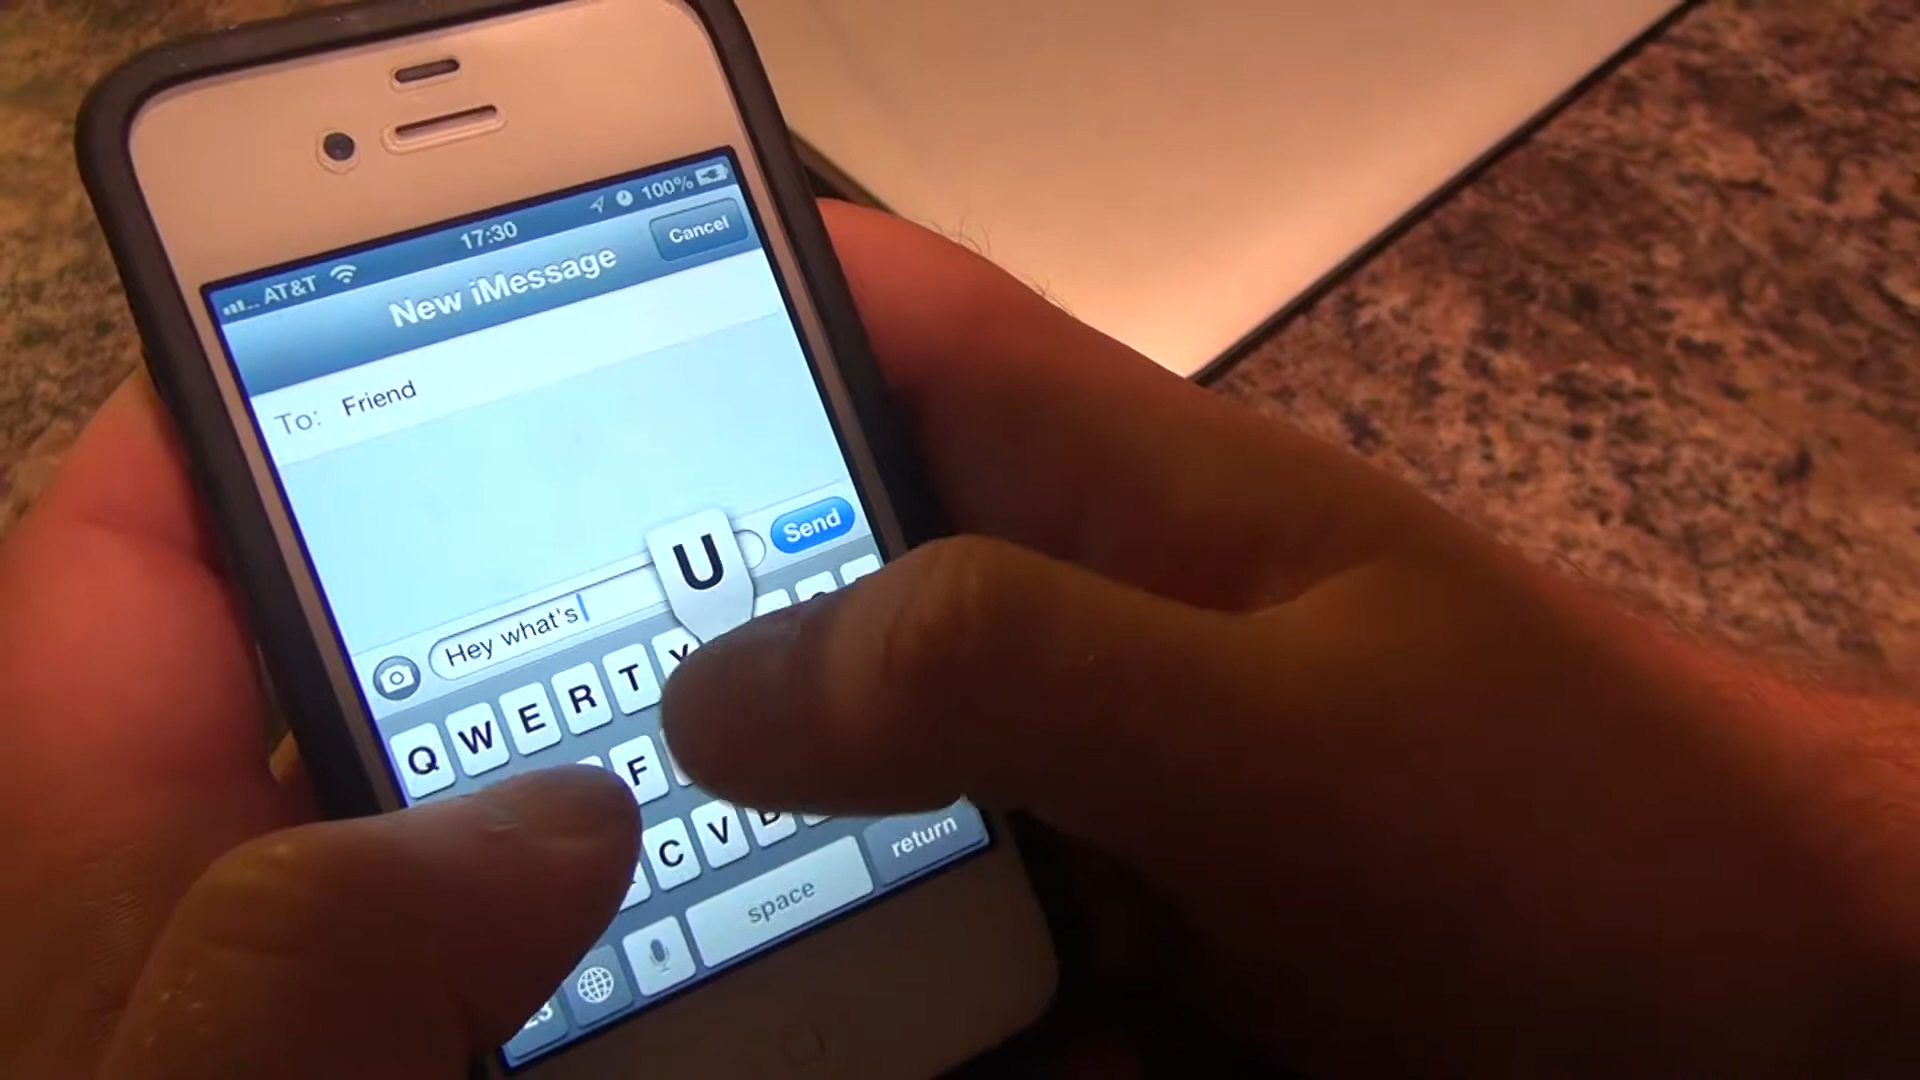 AT&T 17:30 100%
New iMessage Cancel
To: Friend
U
Send
Hey what's
Q W E R T Y
F
C V B
space return